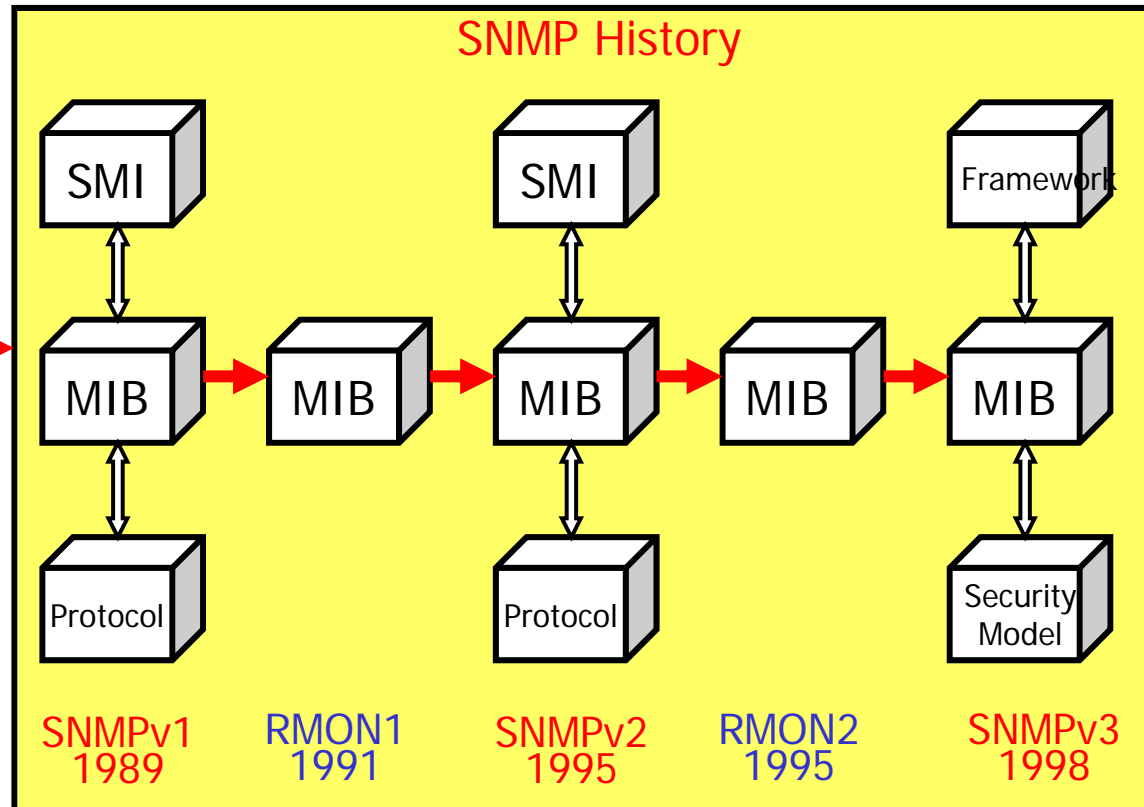 SNMP History
SMI
SMI
Framework
MIB
MIB
MIB
MIB
MIB
Protocol
Protocol
Security
Model
SNMPv1
1989
RMON1
1991
SNMPv2
1995
RMON2
1995
SNMPv3
1998